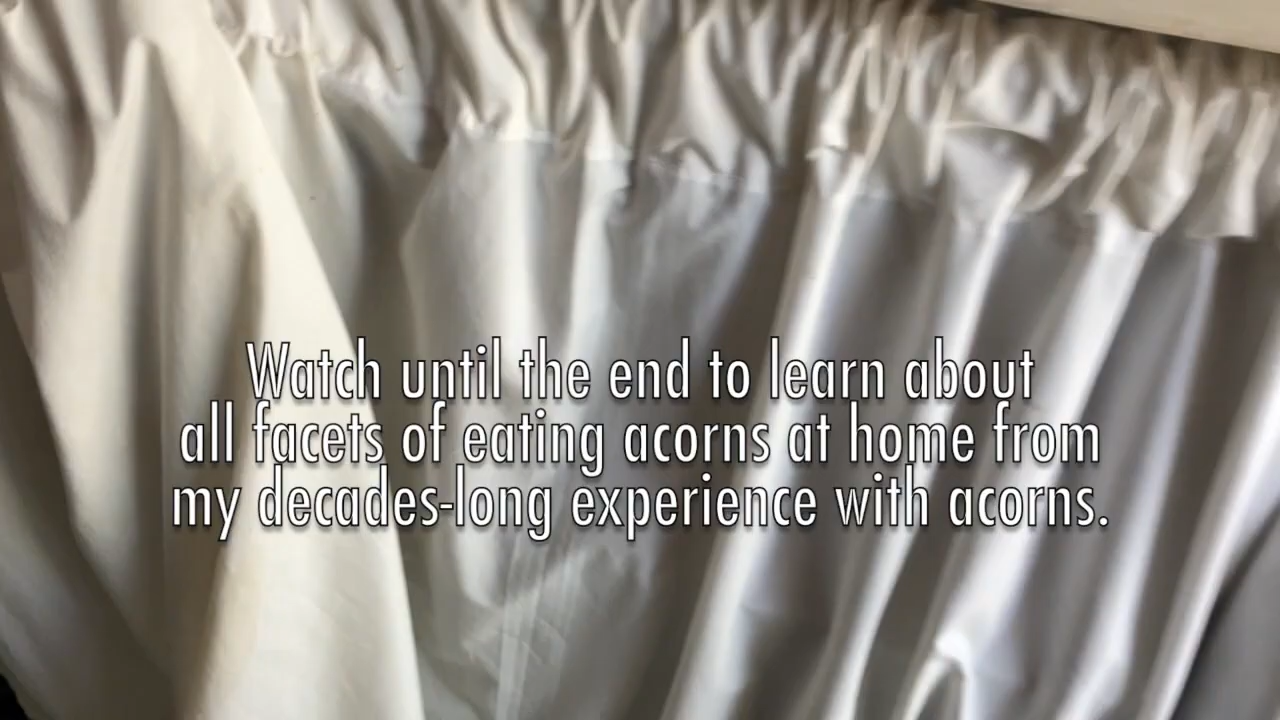 Watch until the end to learn about
all facets of eating acorns at home from
my decades-long experience with acorns.